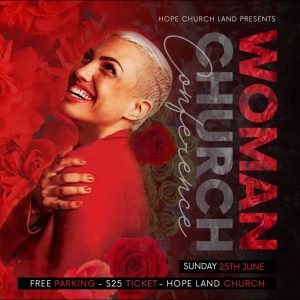 HOPE CHURCH LAND PRESENTS
WOMAN
CHURCH
Conference
SUNDAY 25TH JUNE
FREE PARKING - $25 TICKET - HOPE LAND CHURCH